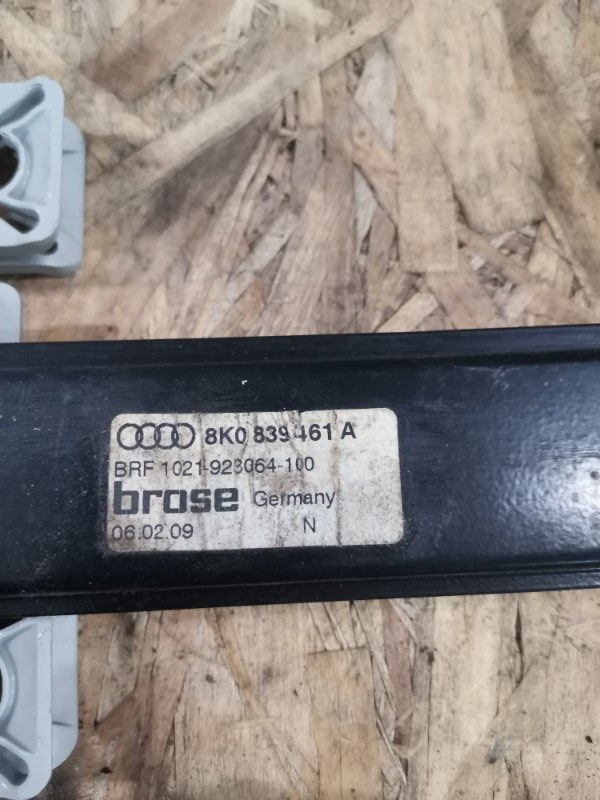 8K0 839 461 A
BRF 1021-923064-100
brose Germany
06.02.09 N